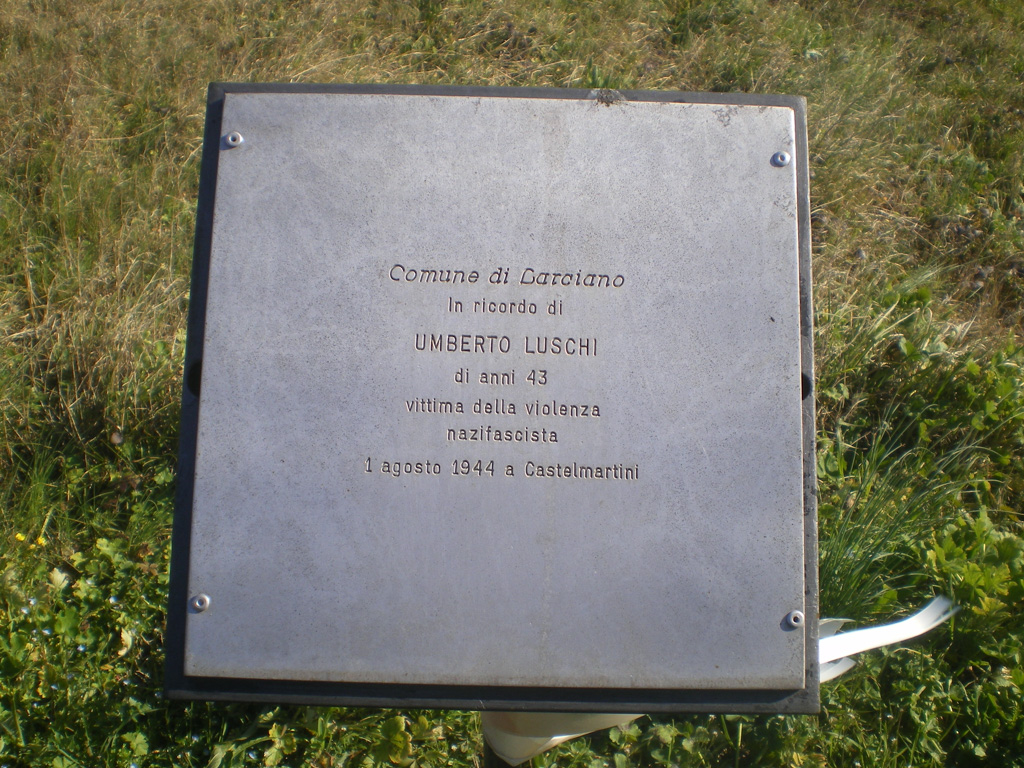 Comune di Larciano
In ricordo di
UMBERTO LUSCHI
di anni 43
vittima della violenza
nazifascista
1 agosto 1944 a Castelmartini